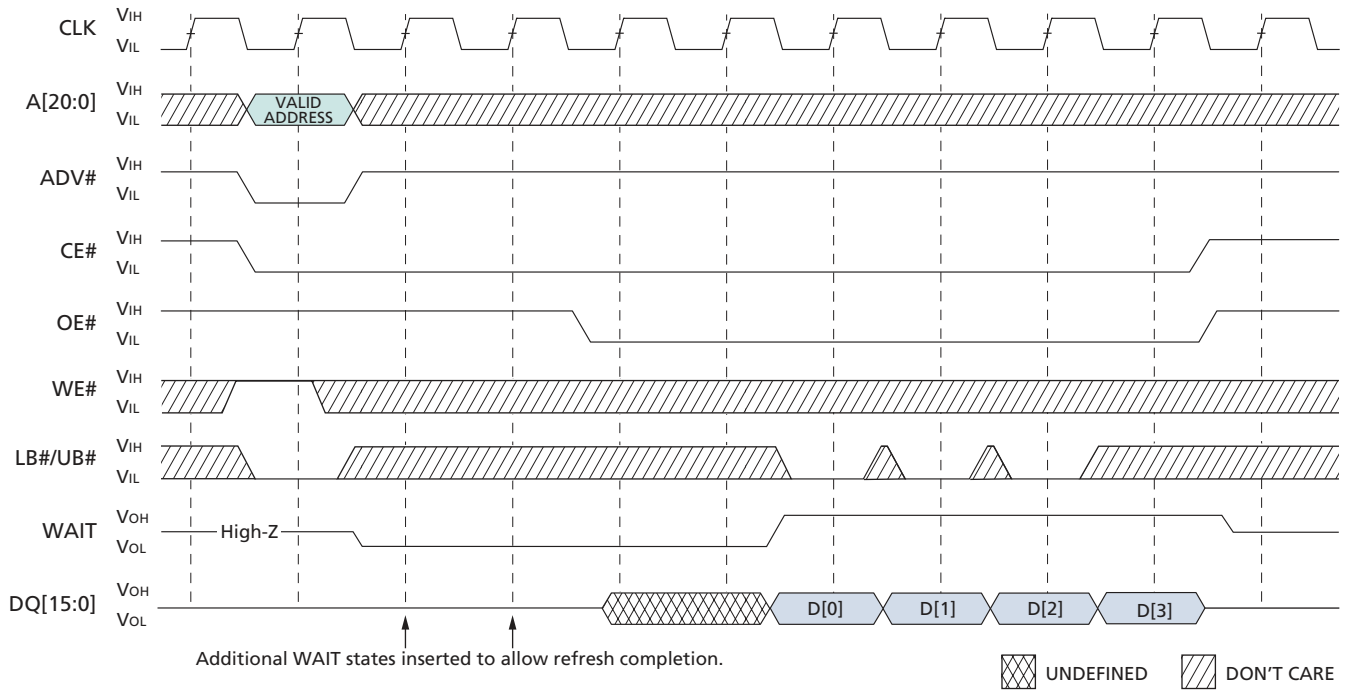 CLK VIH
VIL
A[20:0] VIH
VIL
VALID
ADDRESS
ADV# VIH
VIL
CE# VIH
VIL
OE# VIH
VIL
WE# VIH
VIL
LB#/UB# VIH
VIL
WAIT VOH
VOL
High-Z
DQ[15:0] VOH
VOL
D[0] D[1] D[2] D[3]
Additional WAIT states inserted to allow refresh completion.
UNDEFINED DON'T CARE